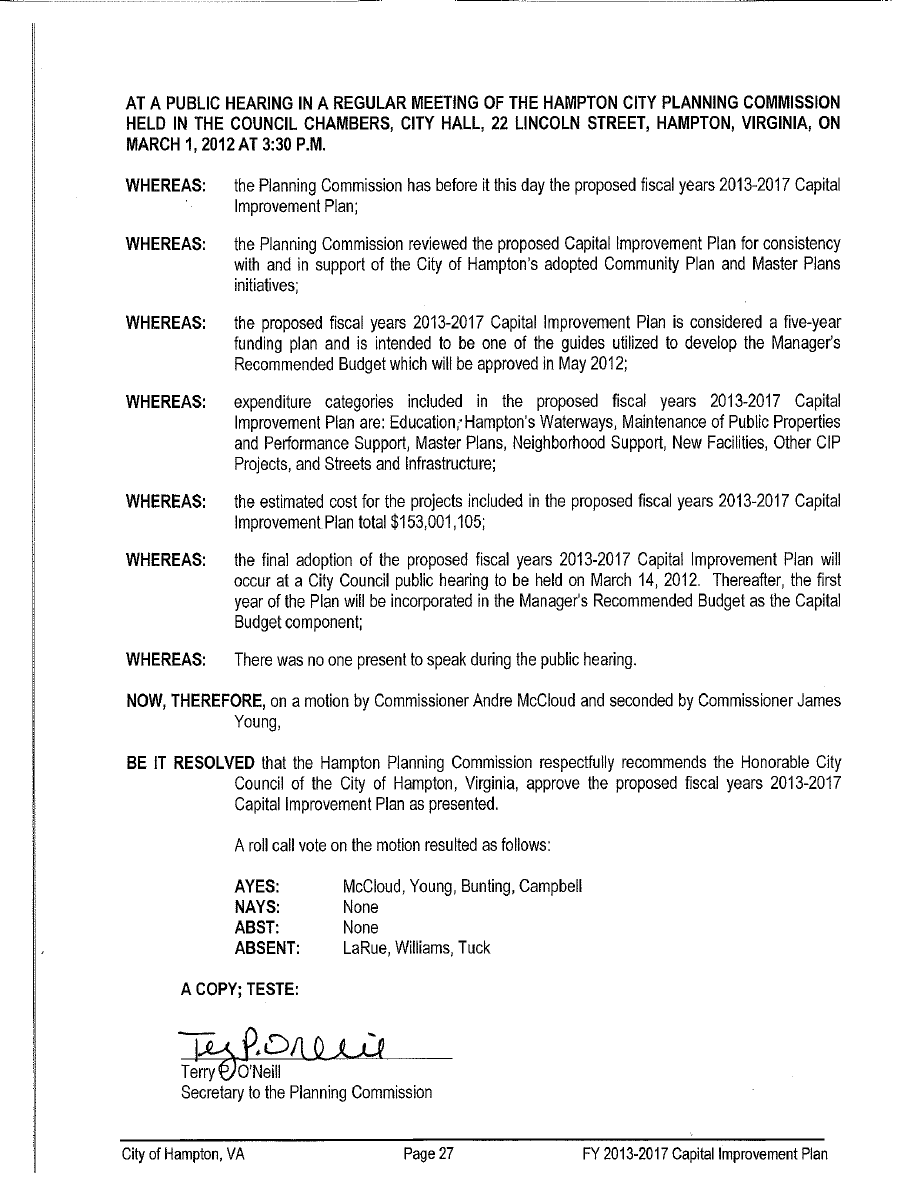 AT A PUBLIC HEARING IN A REGULAR MEETING OF THE HAMPTON CITY PLANNING COMMISSION
HELD IN THE COUNCIL CHAMBERS, CITY HALL, 22 LINCOLN STREET, HAMPTON, VIRGINIA, ON
MARCH 1, 2012 AT 3:30 P.M.
WHEREAS: the Planning Commission has before it this day the proposed fiscal years 2013-2017 Capital
Improvement Plan;
WHEREAS: the Planning Commission reviewed the proposed Capital Improvement Plan for consistency
with and in support of the City of Hampton's adopted Community Plan and Master Plans
initiatives;
WHEREAS: the proposed fiscal years 2013-2017 Capital Improvement Plan is considered a five-year
funding plan and is intended to be one of the guides utilized to develop the Manager's
Recommended Budget which will be approved in May 2012;
WHEREAS: expenditure categories included in the proposed fiscal years 2013-2017 Capital
Improvement Plan are: Education, Hampton's Waterways, Maintenance of Public Properties
and Performance Support, Master Plans, Neighborhood Support, New Facilities, Other CIP
Projects, and Streets and Infrastructure;
WHEREAS: the estimated cost for the projects included in the proposed fiscal years 2013-2017 Capital
Improvement Plan total $153,001,105;
WHEREAS: the final adoption of the proposed fiscal years 2013-2017 Capital Improvement Plan will
occur at a City Council public hearing to be held on March 14, 2012. Thereafter, the first
year of the Plan will be incorporated in the Manager's Recommended Budget as the Capital
Budget component;
WHEREAS: There was no one present to speak during the public hearing.
NOW, THEREFORE, on a motion by Commissioner Andre McCloud and seconded by Commissioner James
Young,
BE IT RESOLVED that the Hampton Planning Commission respectfully recommends the Honorable City
Council of the City of Hampton, Virginia, approve the proposed fiscal years 2013-2017
Capital Improvement Plan as presented.
A roll call vote on the motion resulted as follows:
AYES: McCloud, Young, Bunting, Campbell
NAYS: None
ABST: None
ABSENT: LaRue, Williams, Tuck
A COPY; TESTE:
Terry P. O'Neill
Terry P. O'Neill
Secretary to the Planning Commission
City of Hampton, VA Page 27 FY 2013-2017 Capital Improvement Plan